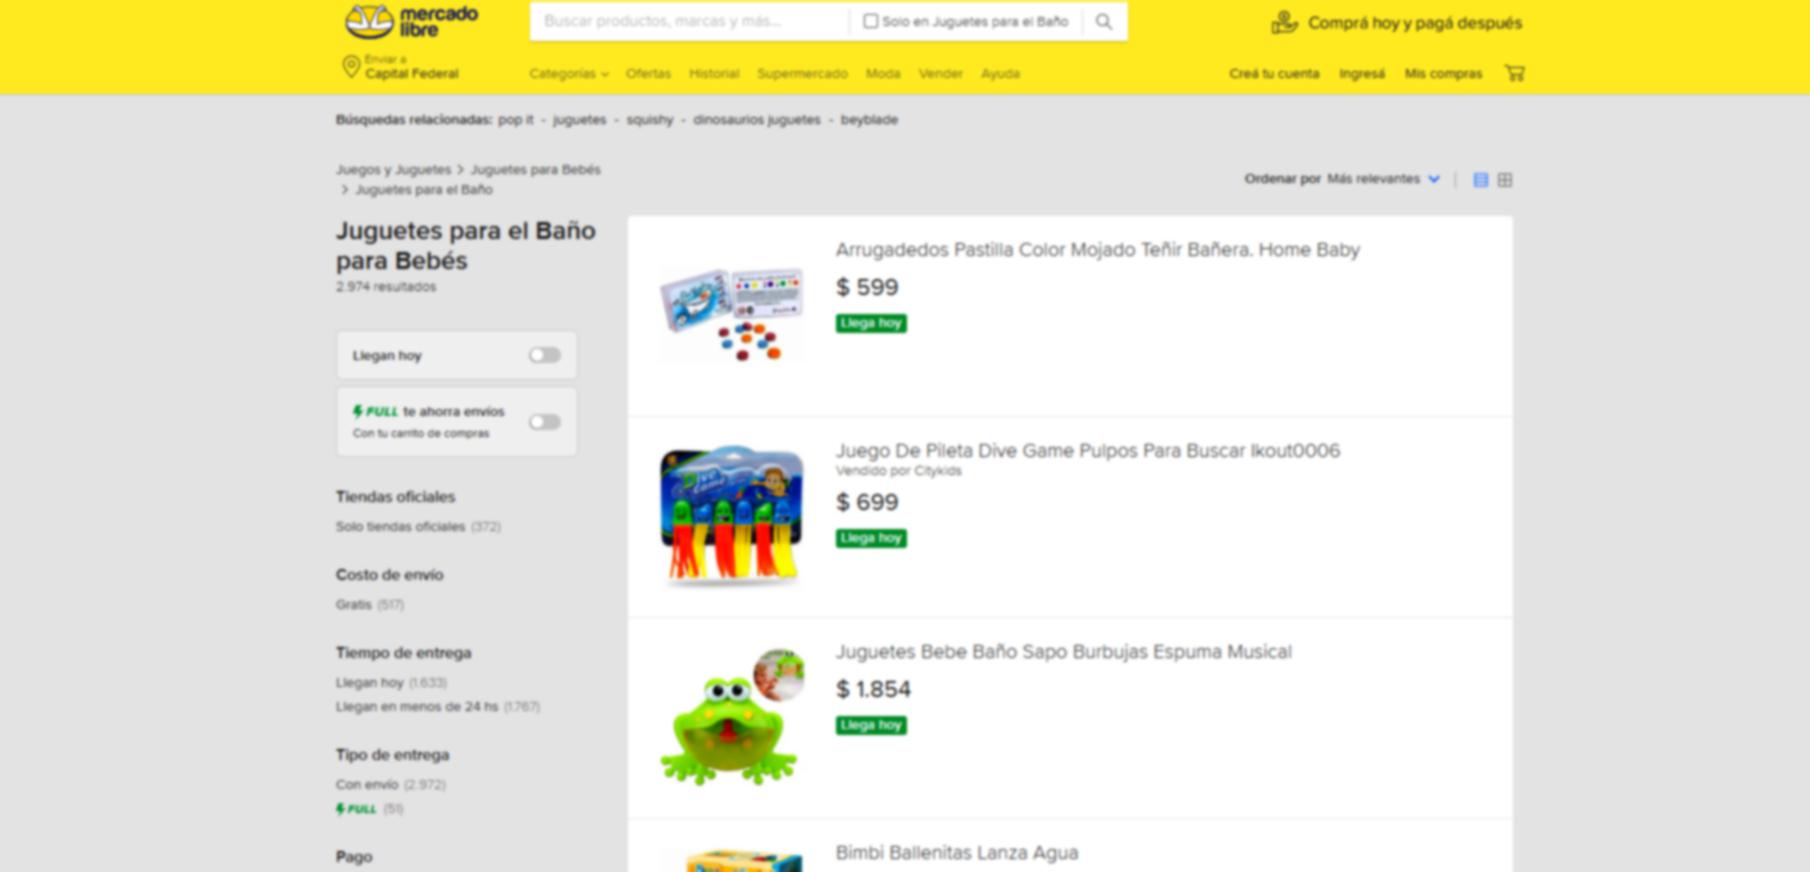 mercado
libre
Buscar productos, marcas y más...
Solo en Juguetes para el Baño
Comprá hoy y pagá después
Enviar a
Capital Federal
Categorías Ofertas Historial Supermercado Moda Vender Ayuda
Creá tu cuenta Ingresá Mis compras
Búsquedas relacionadas: pop it - juguetes - squishy - dinosaurios juguetes - beyblade
Juegos y Juguetes > Juguetes para Bebés
> Juguetes para el Baño
Ordenar por Más relevantes
Juguetes para el Baño
para Bebés
2.974 resultados
Llegan hoy
FULL te ahorra envíos
Con tu carrito de compras
Tiendas oficiales
Solo tiendas oficiales (372)
Costo de envío
Gratis (517)
Tiempo de entrega
Llegan hoy (1.633)
Llegan en menos de 24 hs (1.767)
Tipo de entrega
Con envío (2.972)
FULL (51)
Pago
Arrugadedos Pastilla Color Mojado Teñir Bañera. Home Baby
$ 599
Llega hoy
Juego De Pileta Dive Game Pulpos Para Buscar Ikout0006
Vendido por Citykids
$ 699
Llega hoy
Dive
Game
Juguetes Bebe Baño Sapo Burbujas Espuma Musical
$ 1.854
Llega hoy
Bimbi Ballenitas Lanza Agua